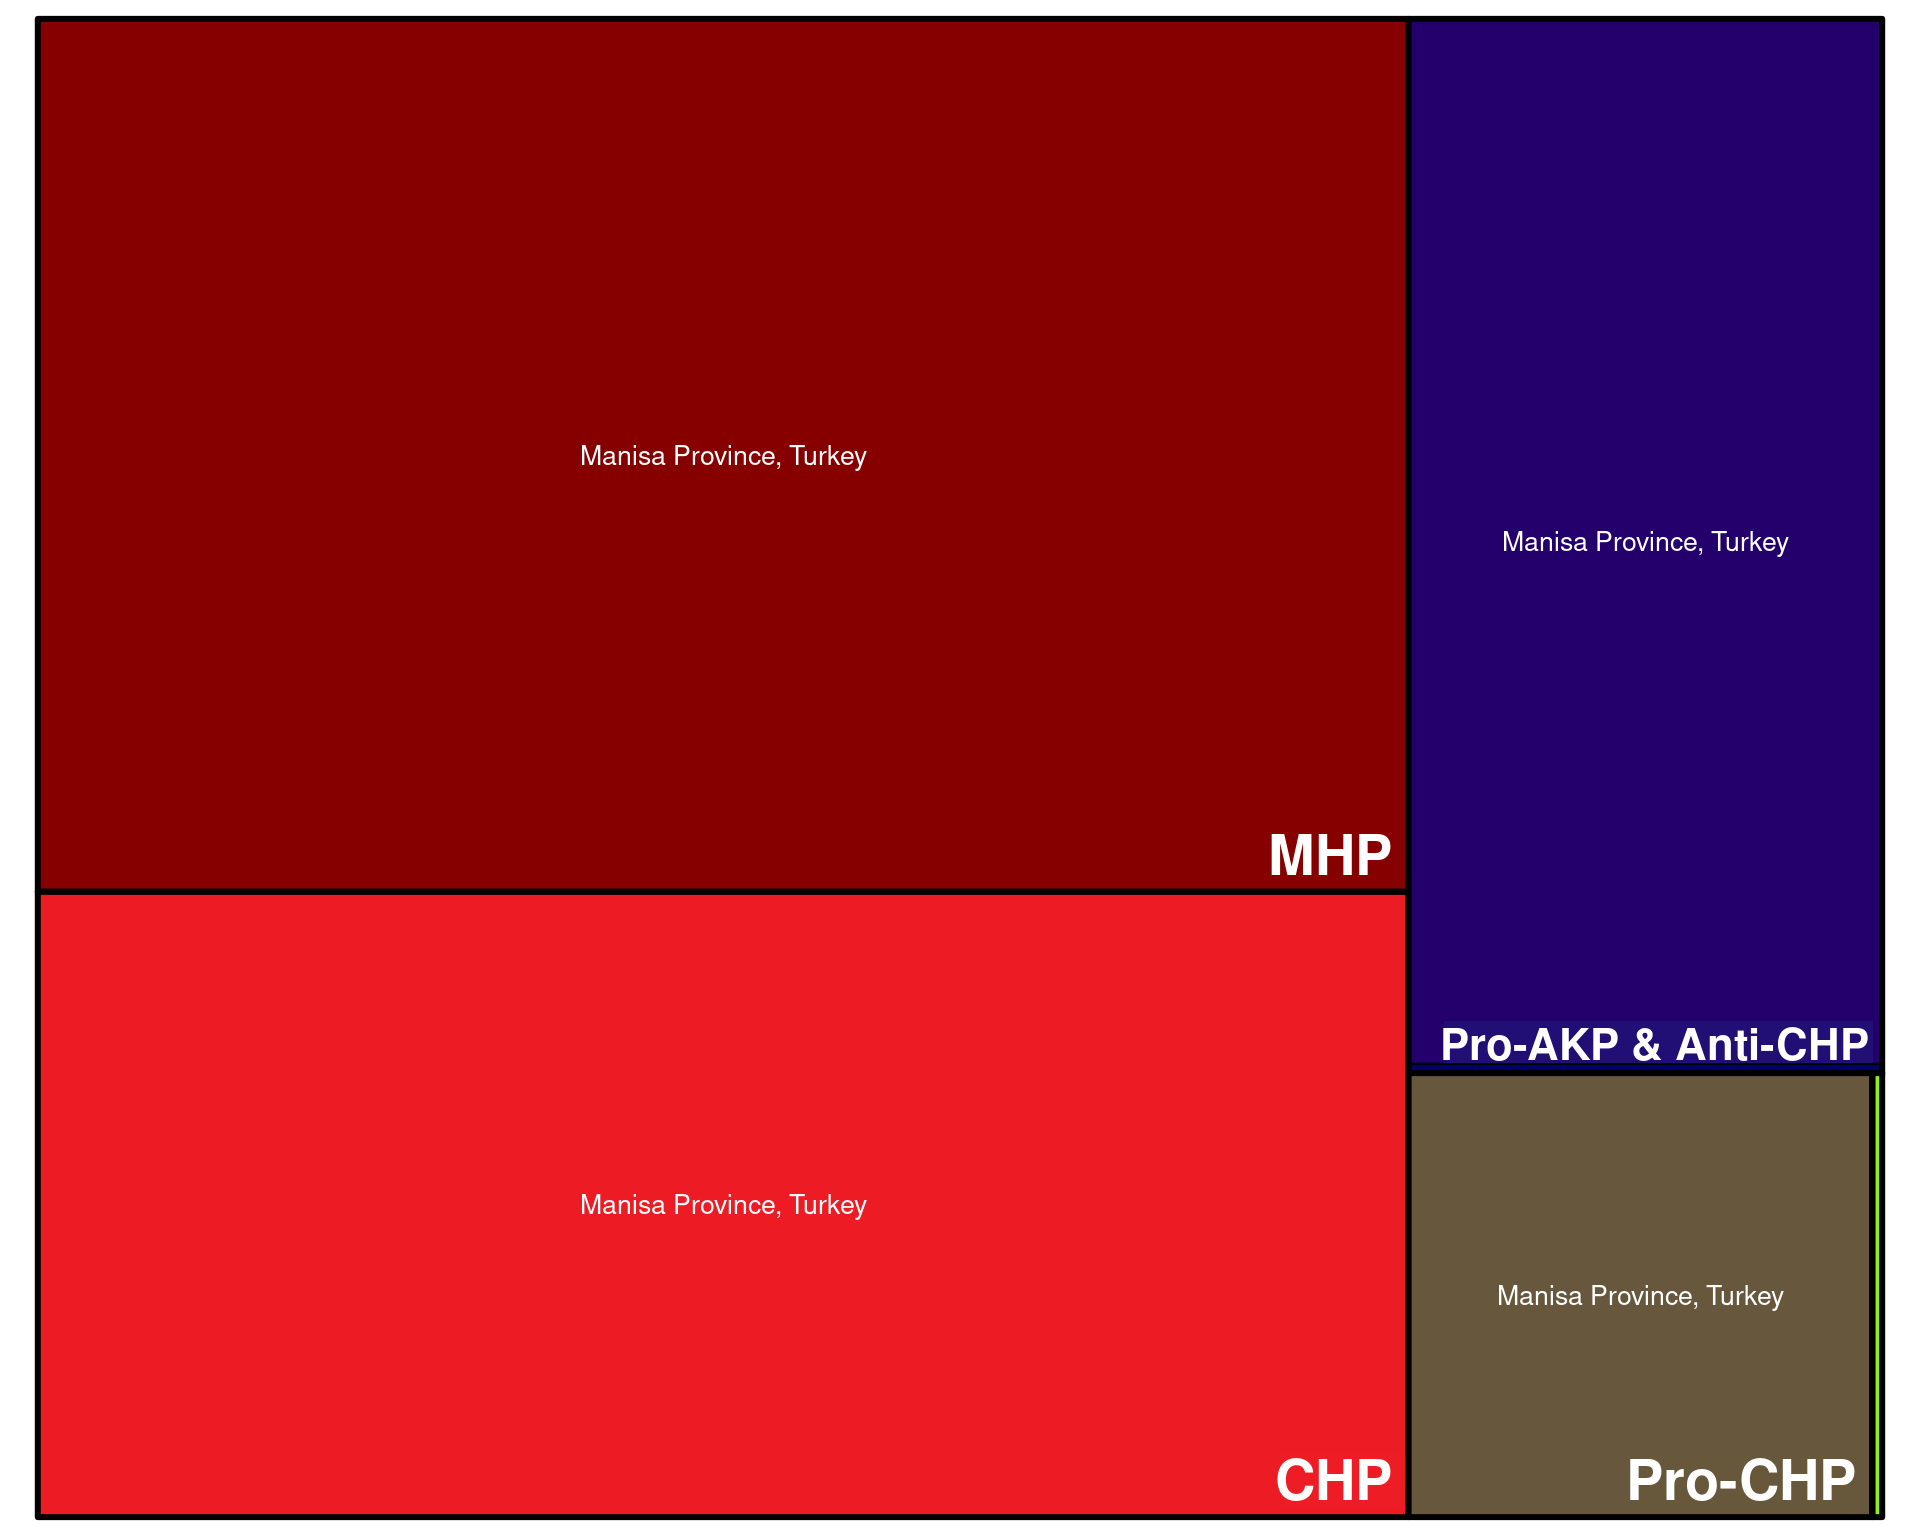 Manisa Province, Turkey
MHP
Manisa Province, Turkey
CHP
Manisa Province, Turkey
Pro-AKP & Anti-CHP
Manisa Province, Turkey
Pro-CHP